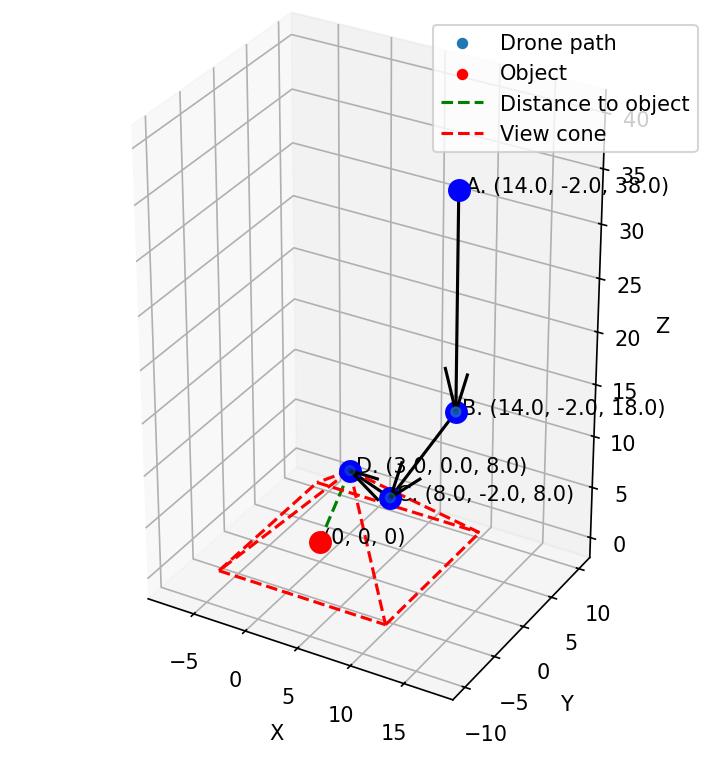 Drone path
Object
Distance to object
View cone
A. (14.0, -2.0, 38.0)
B. (14.0, -2.0, 18.0)
D. (3.0, 0.0, 8.0)
C. (8.0, -2.0, 8.0)
(0, 0, 0)
40
35
30
25
20
15
10
5
0
Z
10
5
0
−5
−10
Y
−5
0
5
10
15
X